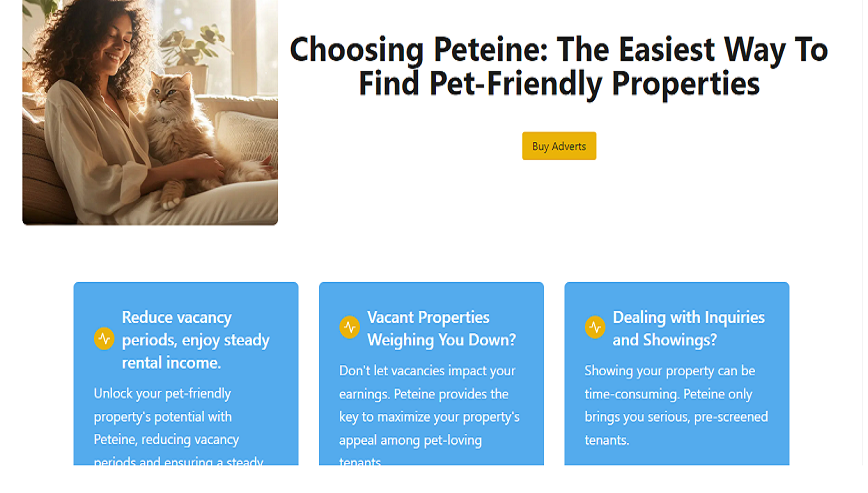 Choosing Peteine: The Easiest Way To
Find Pet-Friendly Properties
Buy Adverts
Reduce vacancy
periods, enjoy steady
rental income.
Unlock your pet-friendly
property's potential with
Peteine, reducing vacancy
periods and ensuring a steady
Vacant Properties
Weighing You Down?
Don't let vacancies impact your
earnings. Peteine provides the
key to maximize your property's
appeal among pet-loving
tenants.
Dealing with Inquiries
and Showings?
Showing your property can be
time-consuming. Peteine only
brings you serious, pre-screened
tenants.